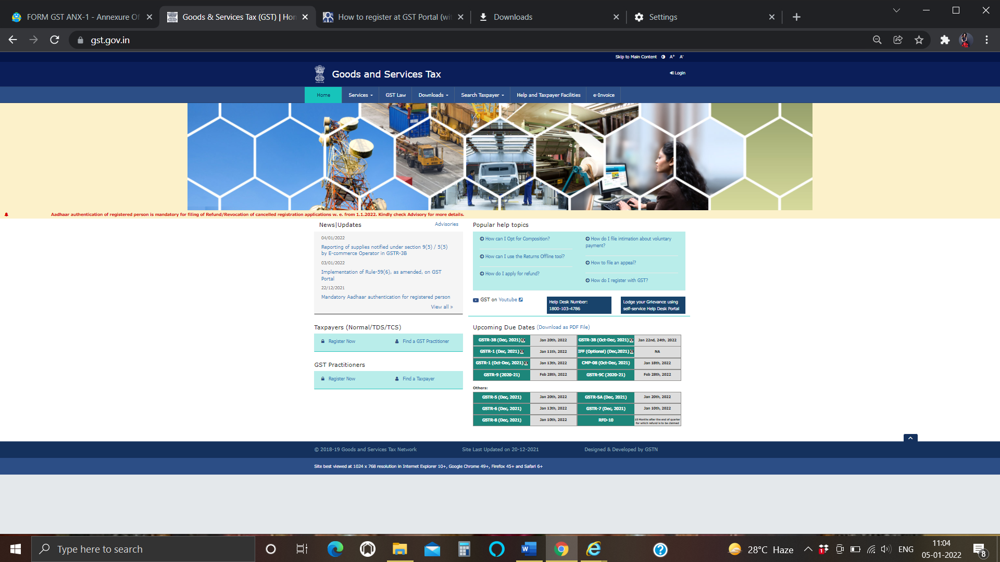 FORM GST ANX-1 - Annexure Of
Goods & Services Tax (GST) | Hon
How to register at GST Portal (wi
Downloads
Settings
gst.gov.in
Skip to Main Content A+ A-
Goods and Services Tax
Login
Home Services GST Law Downloads Search Taxpayer Help and Taxpayer Facilities e-Invoice
Aadhaar authentication of registered person is mandatory for filing of Refund/Revocation of cancelled registration applications w. e. from 1.1.2022. Kindly check Advisory for more details.
News|Updates Advisories
04/01/2022
Reporting of supplies notified under section 9(5) / 5(5)
by E-commerce Operator in GSTR-3B
03/01/2022
Implementation of Rule-59(6), as amended, on GST
Portal
22/12/2021
Mandatory Aadhaar authentication for registered person
View all »
Popular help topics
How can I Opt for Composition?
How can I use the Returns Offline tool?
How do I apply for refund?
How do I file intimation about voluntary
payment?
How to file an appeal?
How do I register with GST?
GST on Youtube
Help Desk Number:
1800-103-4786
Lodge your Grievance using
self-service Help Desk Portal
Taxpayers (Normal/TDS/TCS)
Register Now Find a GST Practitioner
GST Practitioners
Register Now Find a Taxpayer
Upcoming Due Dates (Download as PDF File)
GSTR-3B (Dec, 2021) Jan 20th, 2022 GSTR-3B (Oct-Dec, 2021) Jan 22nd, 24th, 2022
GSTR-1 (Dec, 2021) Jan 11th, 2022 IFF (Optional) (Dec,2021) NA
GSTR-1 (Oct-Dec, 2021) Jan 13th, 2022 CMP-08 (Oct-Dec, 2021) Jan 18th, 2022
GSTR-9 (2020-21) Feb 28th, 2022 GSTR-9C (2020-21) Feb 28th, 2022
Others:
GSTR-5 (Dec, 2021) Jan 20th, 2022 GSTR-5A (Dec, 2021) Jan 20th, 2022
GSTR-6 (Dec, 2021) Jan 13th, 2022 GSTR-7 (Dec, 2021) Jan 10th, 2022
GSTR-8 (Dec, 2021) Jan 10th, 2022 RFD-10 18 Months after the end of quarter
for which refund is to be claimed
© 2018-19 Goods and Services Tax Network Site Last Updated on 20-12-2021 Designed & Developed by GSTN
Site best viewed at 1024 x 768 resolution in Internet Explorer 10+, Google Chrome 49+, Firefox 45+ and Safari 6+
Type here to search
28°C Haze
1
ENG
11:04
05-01-2022
8